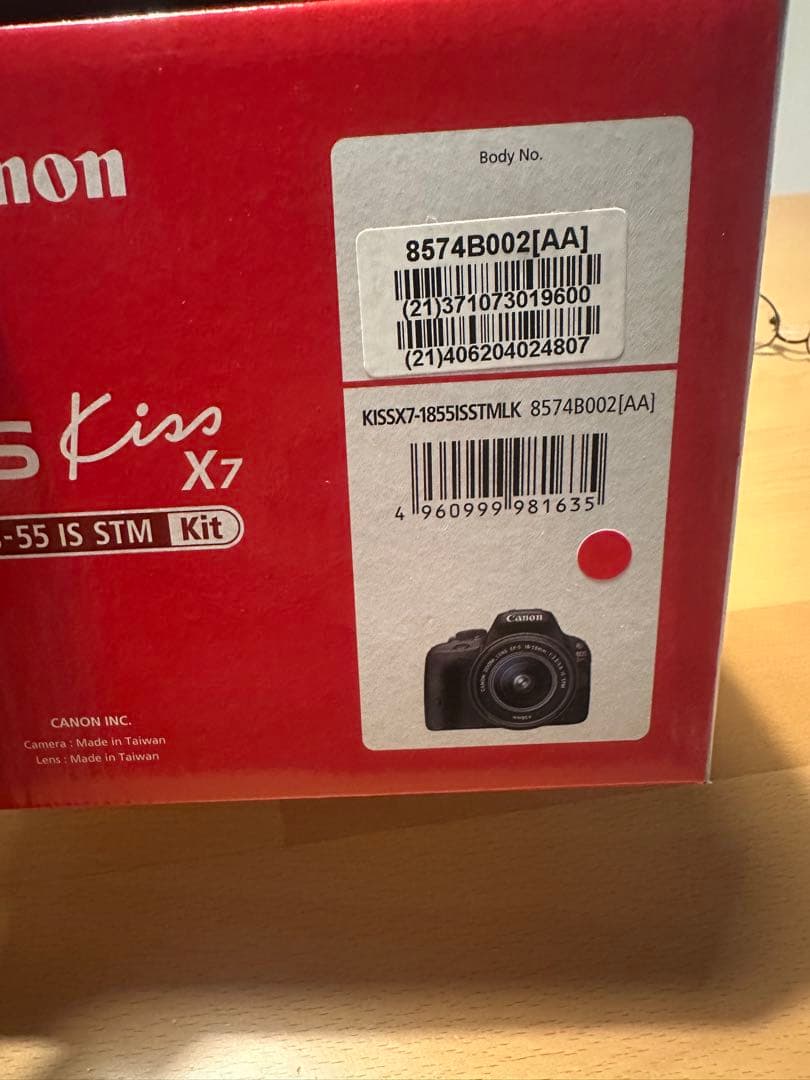 non
Body No.
8574B002[AA]
(21)371073019600
(21)406204024807
KISSX7-1855ISSTMLK 8574B002[AA]
4 960999 981635
S Kiss
X7
-55 IS STM Kit
Canon
CANON INC.
Camera : Made in Taiwan
Lens : Made in Taiwan